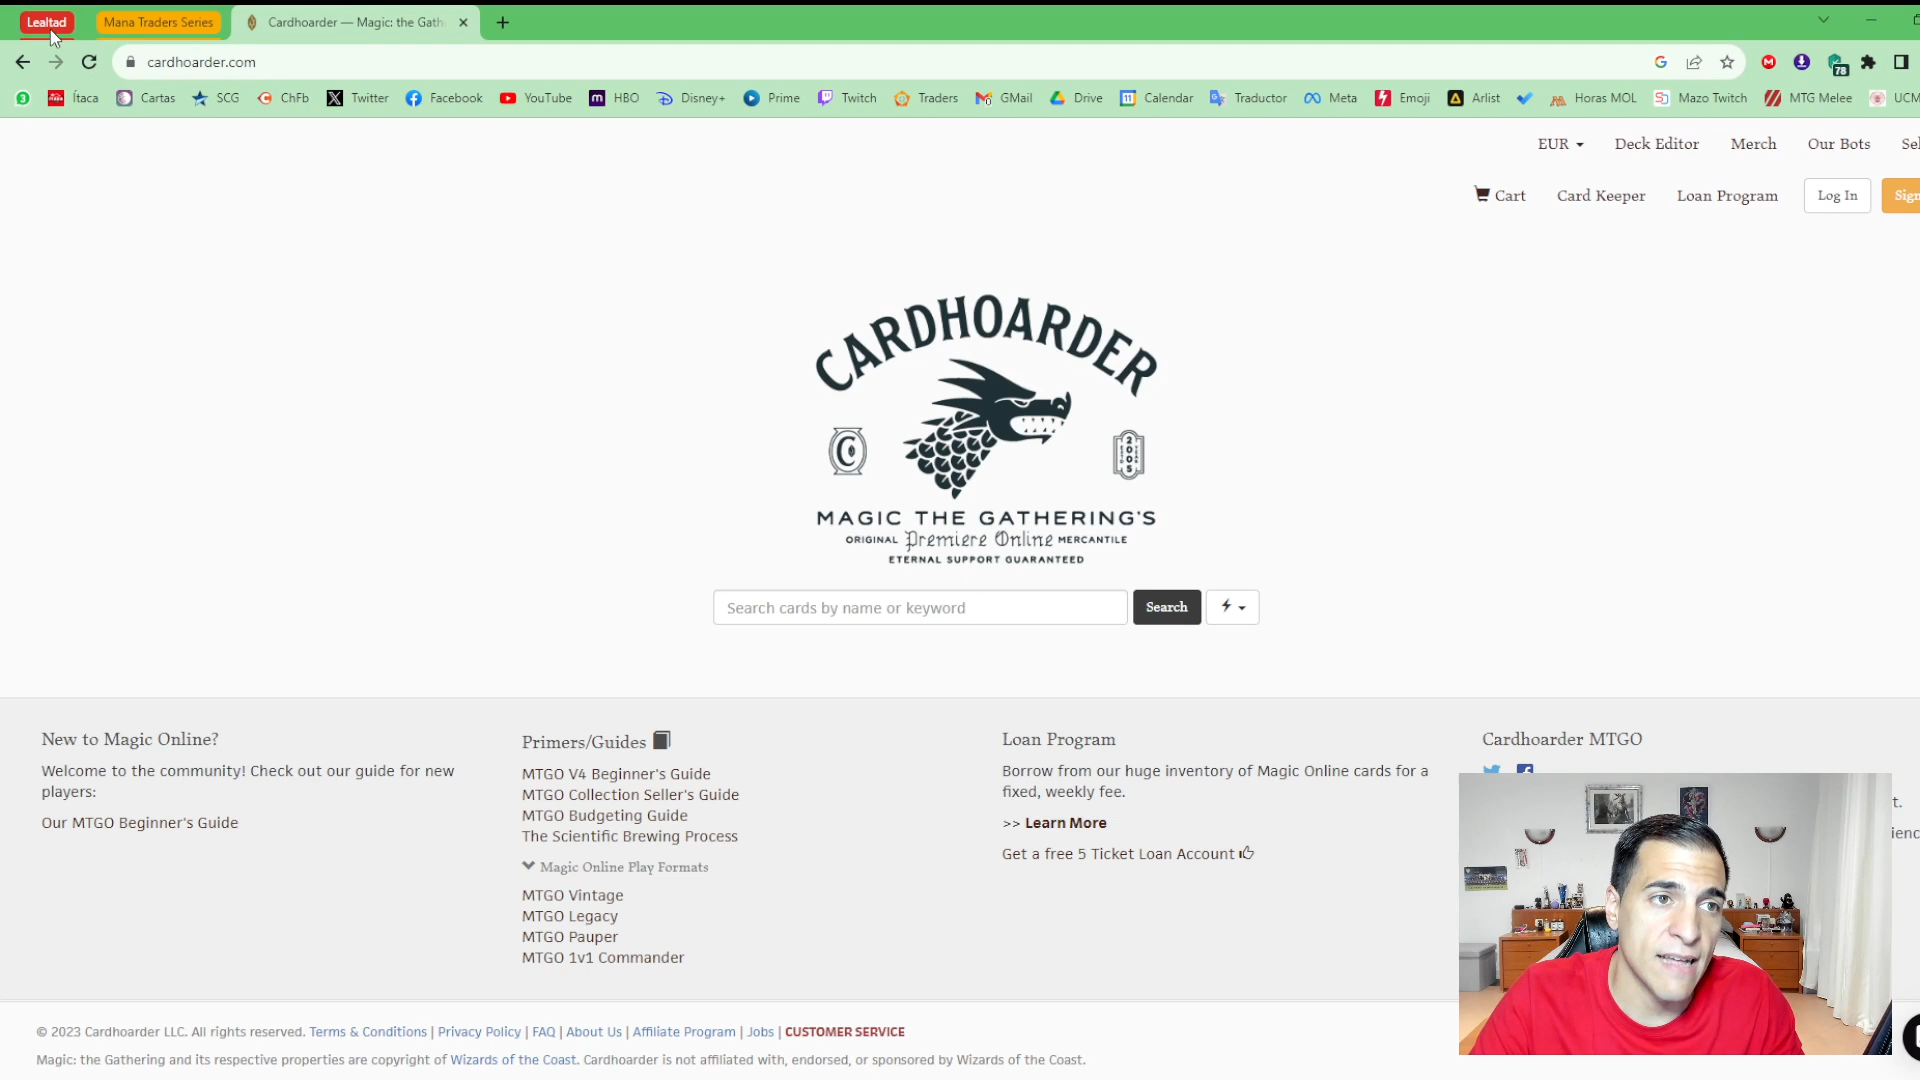 Lealtad
Mana Traders Series
Cardhoarder — Magic: the Gath
cardhoarder.com
Ítaca
Cartas
SCG
ChFb
Twitter
Facebook
YouTube
HBO
Disney+
Prime
Twitch
Traders
GMail
Drive
Calendar
Traductor
Meta
Emoji
Arlist
Horas MOL
Mazo Twitch
MTG Melee
UCM
78
EUR
Deck Editor
Merch
Our Bots
Sel
Cart
Card Keeper
Loan Program
Log In
Sign
CARDHOARDER
C
2005
MAGIC THE GATHERING'S
ORIGINAL Premiere Online MERCANTILE
ETERNAL SUPPORT GUARANTEED
Search cards by name or keyword
Search
New to Magic Online?
Welcome to the community! Check out our guide for new
players:
Our MTGO Beginner's Guide
Primers/Guides
MTGO V4 Beginner's Guide
MTGO Collection Seller's Guide
MTGO Budgeting Guide
The Scientific Brewing Process
Magic Online Play Formats
MTGO Vintage
MTGO Legacy
MTGO Pauper
MTGO 1v1 Commander
Loan Program
Borrow from our huge inventory of Magic Online cards for a
fixed, weekly fee.
>> Learn More
Get a free 5 Ticket Loan Account
Cardhoarder MTGO
t.
ienc
© 2023 Cardhoarder LLC. All rights reserved. Terms & Conditions | Privacy Policy | FAQ | About Us | Affiliate Program | Jobs | CUSTOMER SERVICE
Magic: the Gathering and its respective properties are copyright of Wizards of the Coast. Cardhoarder is not affiliated with, endorsed, or sponsored by Wizards of the Coast.